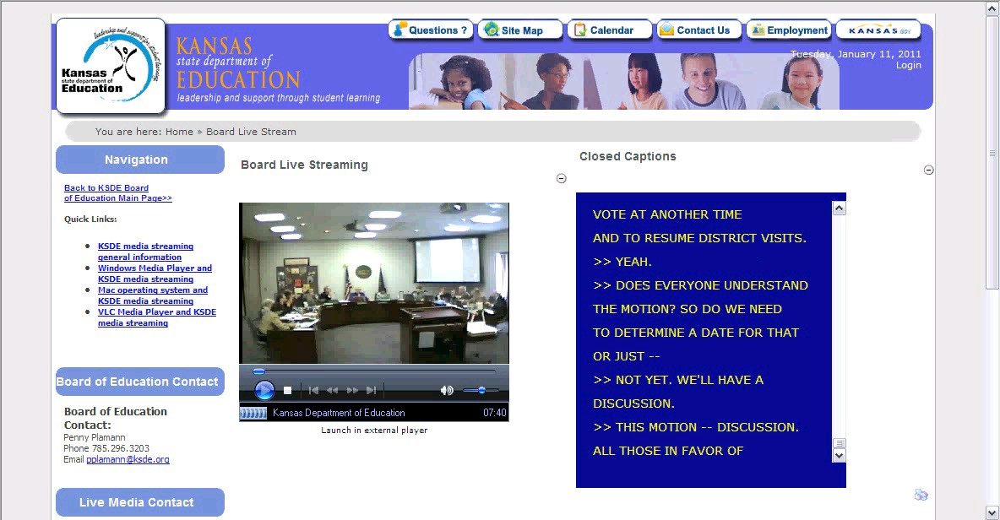 Questions ?
Site Map
Calendar
Contact Us
Employment
KANSAS.GOV
leadership and support for student learning
Kansas
state department of
Education
KANSAS
state department of
EDUCATION
leadership and support through student learning
Tuesday, January 11, 2011
Login
You are here: Home » Board Live Stream
Navigation
Back to KSDE Board
of Education Main Page>>
Quick Links:
KSDE media streaming
general information
Windows Media Player and
KSDE media streaming
Mac operating system and
KSDE media streaming
VLC Media Player and KSDE
media streaming
Board of Education Contact
Board of Education
Contact:
Penny Plamann
Phone 785.296.3203
Email pplamann@ksde.org
Live Media Contact
Board Live Streaming
Kansas Department of Education
07:40
Launch in external player
Closed Captions
VOTE AT ANOTHER TIME
AND TO RESUME DISTRICT VISITS.
>> YEAH.
>> DOES EVERYONE UNDERSTAND
THE MOTION? SO DO WE NEED
TO DETERMINE A DATE FOR THAT
OR JUST --
>> NOT YET. WE'LL HAVE A
DISCUSSION.
>> THIS MOTION -- DISCUSSION.
ALL THOSE IN FAVOR OF